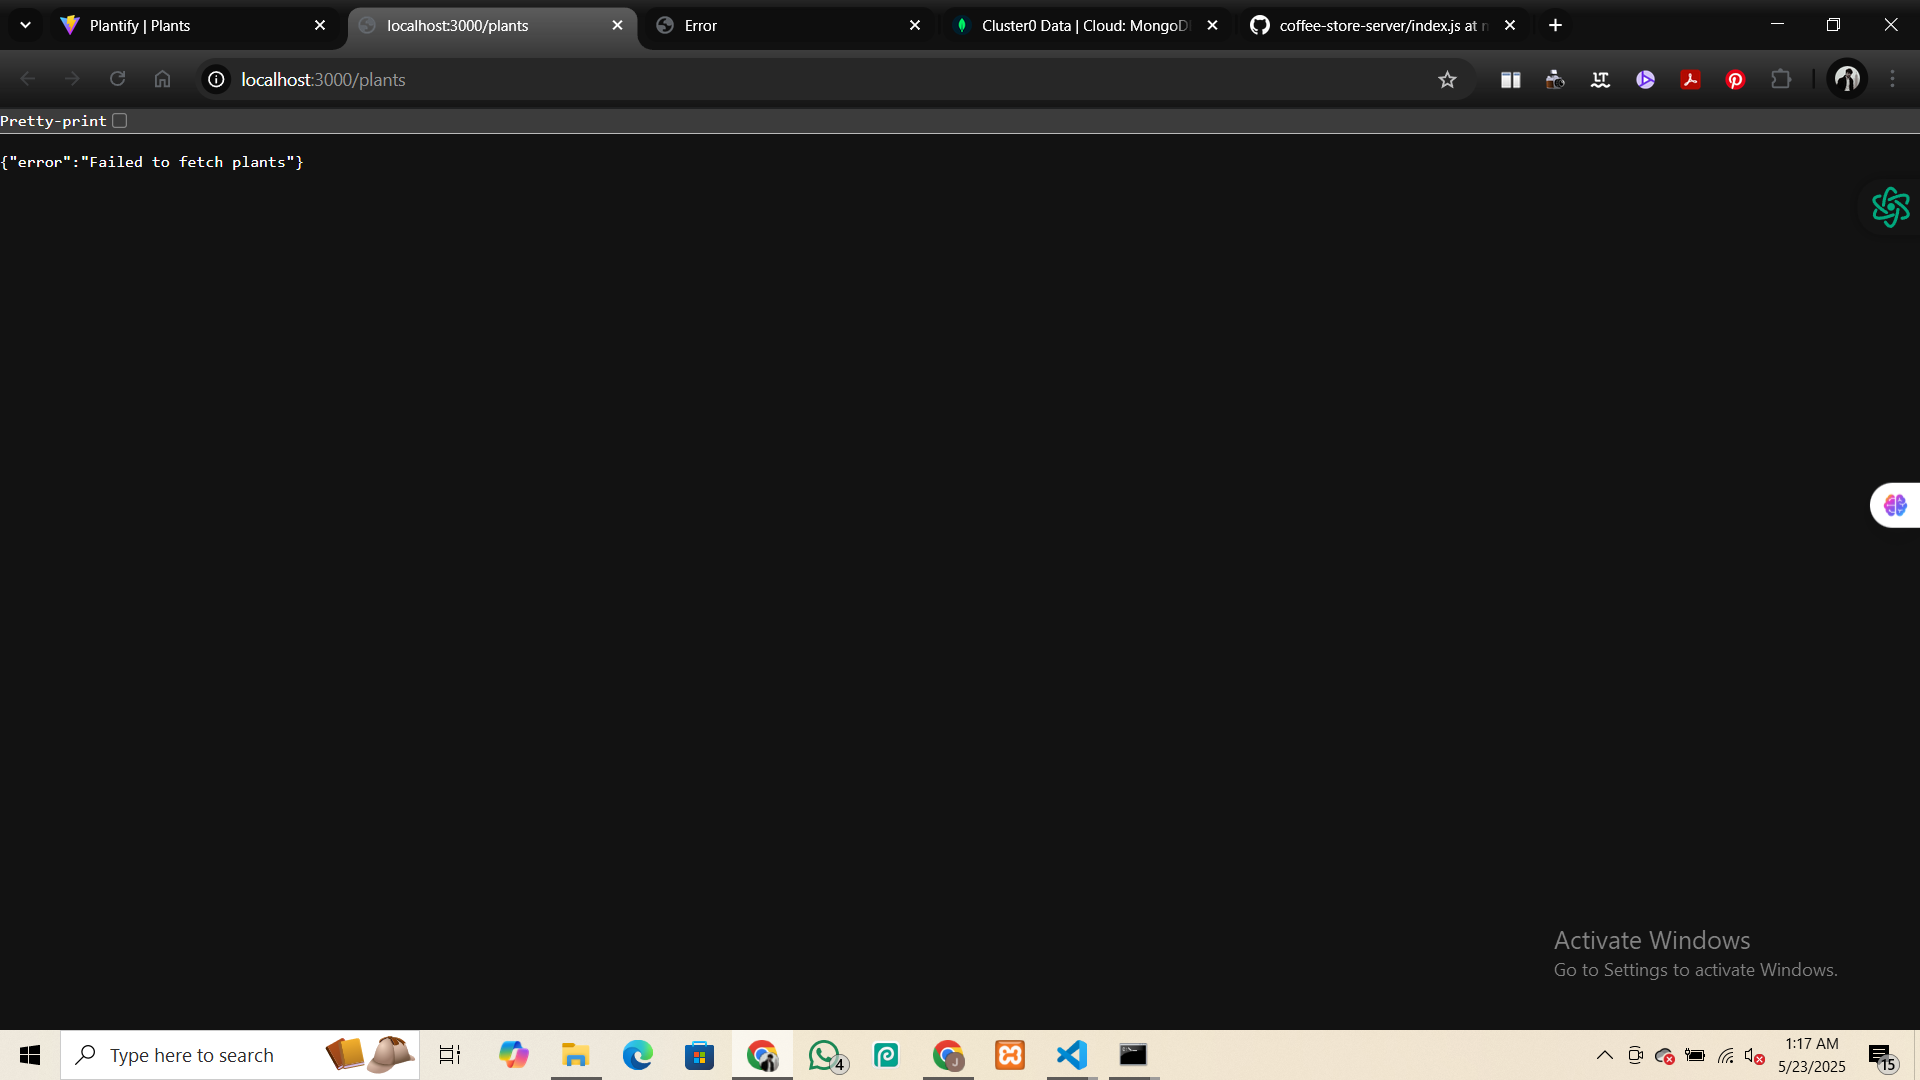 Plantify | Plants
localhost:3000/plants
Error
Cluster0 Data | Cloud: MongoD
coffee-store-server/index.js at
localhost:3000/plants
Pretty-print
{"error":"Failed to fetch plants"}
Activate Windows
Go to Settings to activate Windows.
Type here to search
4
J
1:17 AM
5/23/2025
15